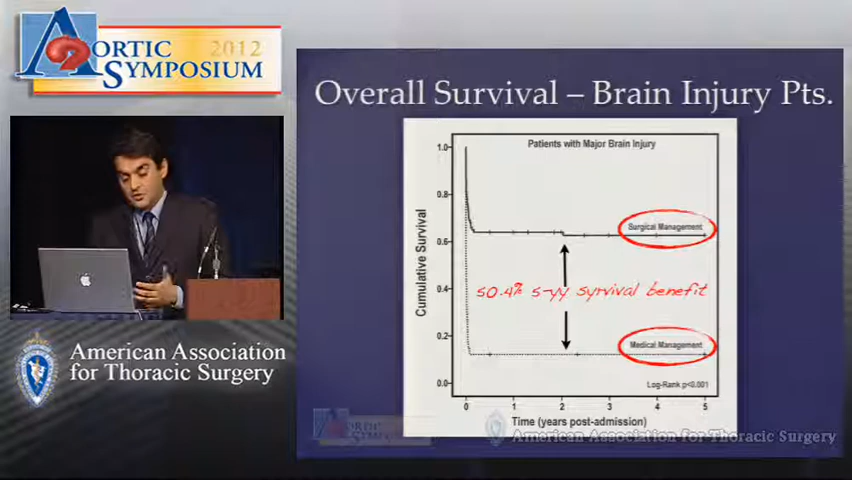 AORTIC 2012
SYMPOSIUM
American Association
for Thoracic Surgery
Overall Survival – Brain Injury Pts.
Patients with Major Brain Injury
Cumulative Survival
1.0
0.8
0.6
0.4
0.2
0.0
Surgical Management
50.4% 5-yr survival benefit
Medical Management
Log-Rank p<0.001
0 1 2 3 4 5
Time (years post-admission)
AORTIC
SYMPOSIUM
American Association for Thoracic Surgery